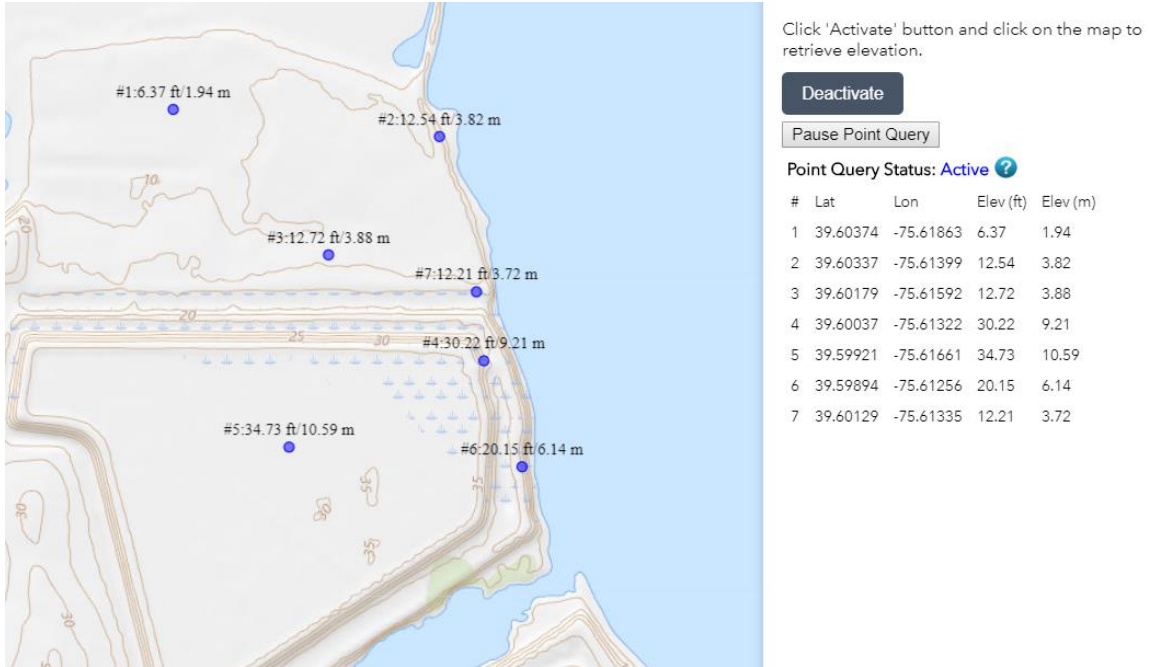 #1:6.37 ft/1.94 m
#2:12.54 ft/3.82 m
10
#3:12.72 ft/3.88 m
20
#7:12.21 ft/3.72 m
20
25
30
#4:30.22 ft/9.21 m
#5:34.73 ft/10.59 m
#6:20.15 ft/6.14 m
35
35
30
30
35
30
Click 'Activate' button and click on the map to
retrieve elevation.
Deactivate
Pause Point Query
Point Query Status: Active ?
# Lat Lon Elev (ft) Elev (m)
1 39.60374 -75.61863 6.37 1.94
2 39.60337 -75.61399 12.54 3.82
3 39.60179 -75.61592 12.72 3.88
4 39.60037 -75.61322 30.22 9.21
5 39.59921 -75.61661 34.73 10.59
6 39.59894 -75.61256 20.15 6.14
7 39.60129 -75.61335 12.21 3.72